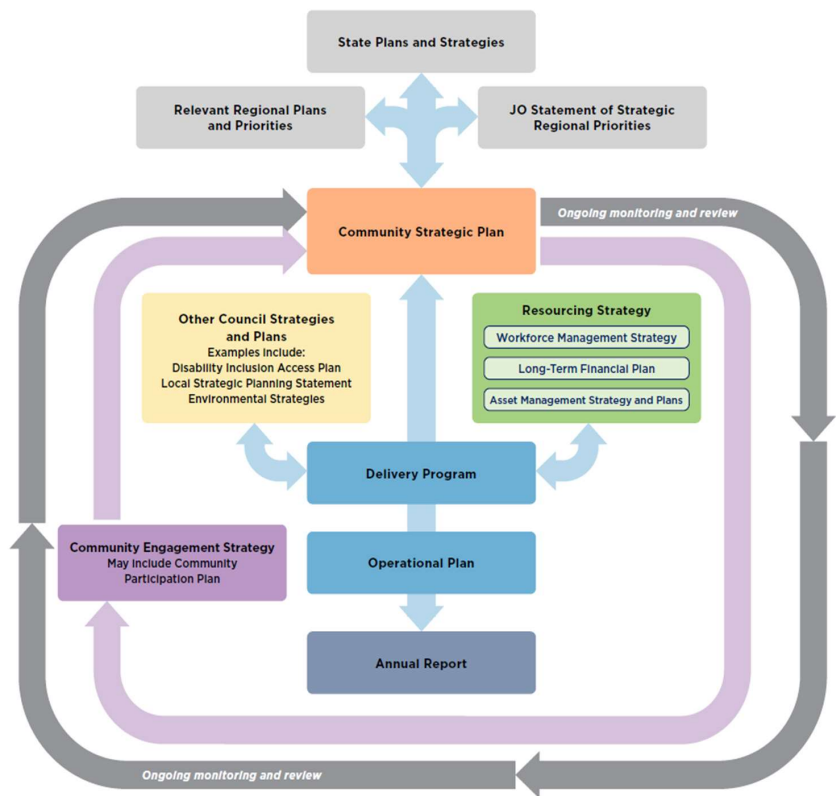 State Plans and Strategies
Relevant Regional Plans
and Priorities
JO Statement of Strategic
Regional Priorities
Community Strategic Plan
Ongoing monitoring and review
Other Council Strategies
and Plans
Examples include:
Disability Inclusion Access Plan
Local Strategic Planning Statement
Environmental Strategies
Resourcing Strategy
Workforce Management Strategy
Long-Term Financial Plan
Asset Management Strategy and Plans
Delivery Program
Community Engagement Strategy
May include Community
Participation Plan
Operational Plan
Annual Report
Ongoing monitoring and review